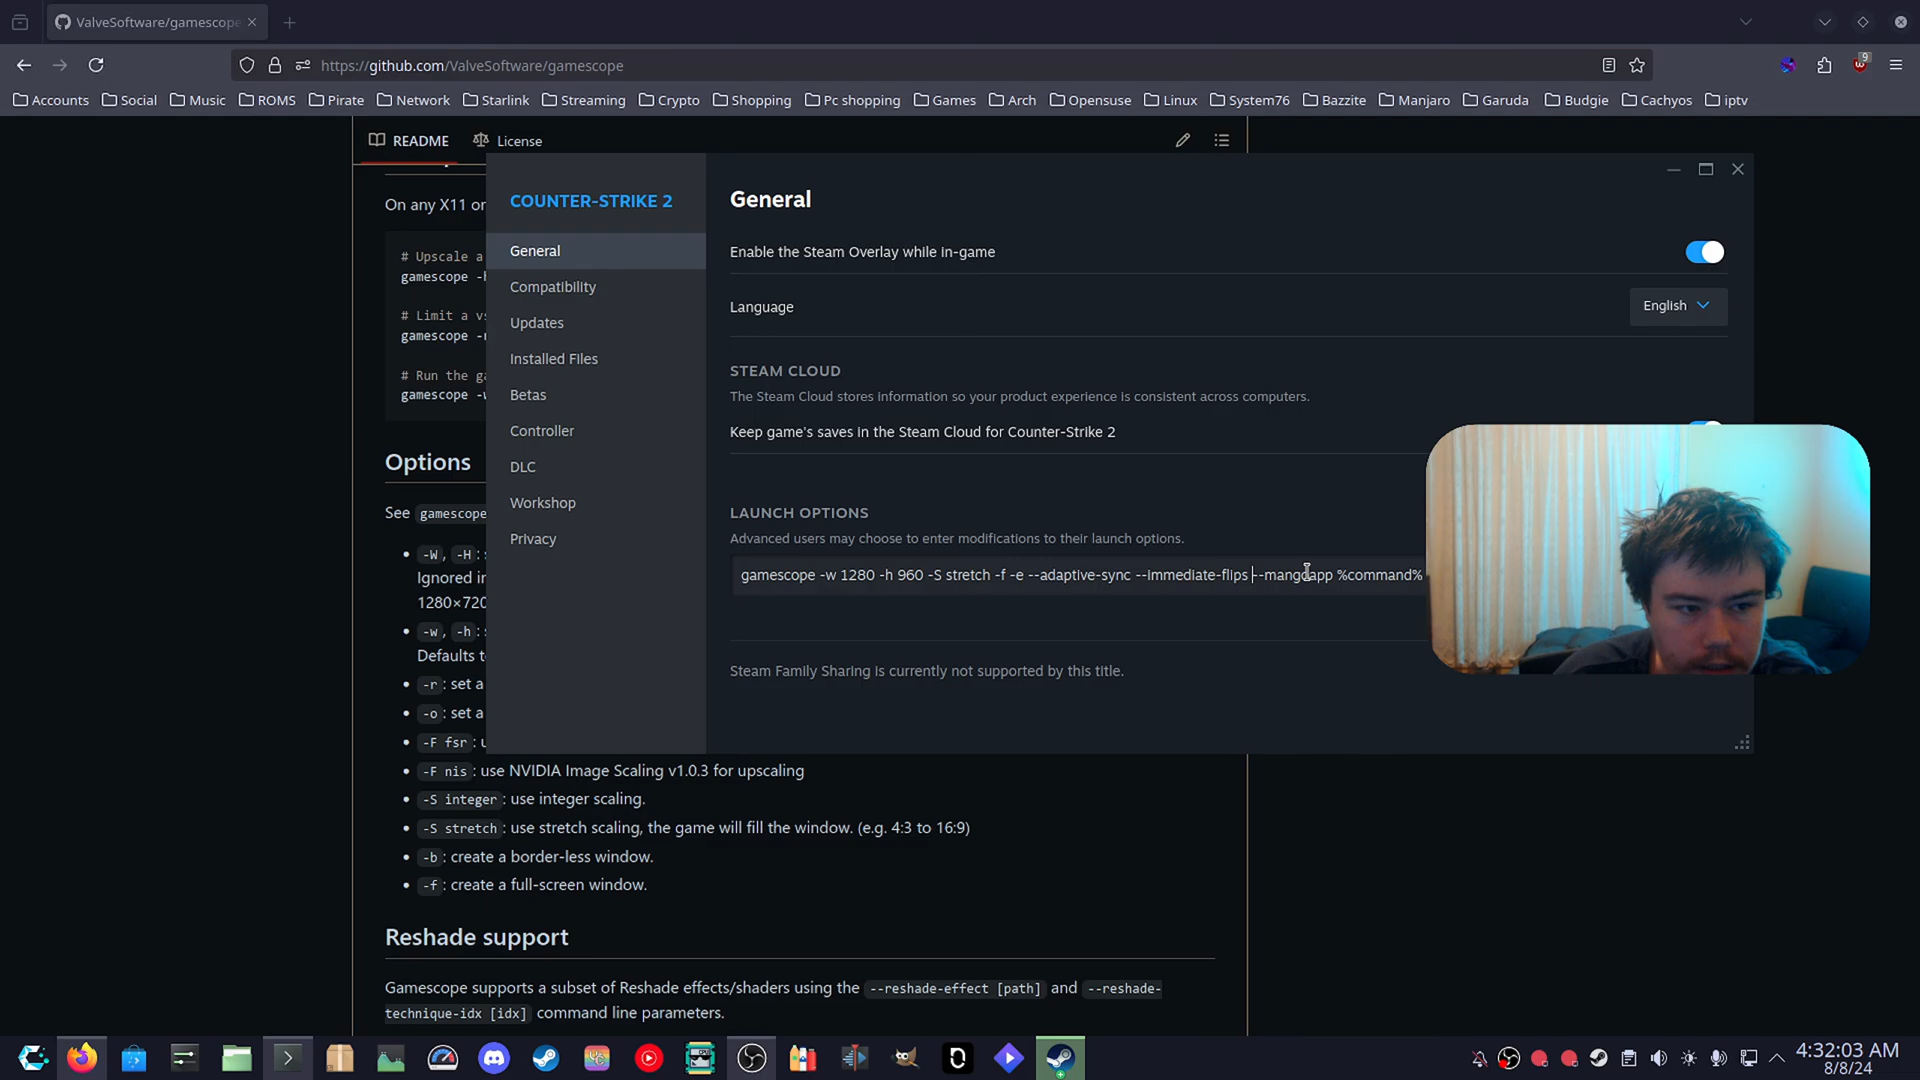 ValveSoftware/gamescope
https://github.com/ValveSoftware/gamescope
9
Accounts Social Music ROMS Pirate Network Starlink Streaming Crypto Shopping Pc shopping Games Arch Opensuse Linux System76 Bazzite Manjaro Garuda Budgie Cachyos iptv
README License
On any X11 or
# Upscale a
gamescope -h
# Limit a vs
gamescope -r
# Run the ga
gamescope -w
Options
See gamescope
-W, -H: s
Ignored in
1280×720
-w, -h: s
Defaults to
-r: set a
-o: set a
-F fsr: u
-F nis: use NVIDIA Image Scaling v1.0.3 for upscaling
-S integer: use integer scaling.
-S stretch: use stretch scaling, the game will fill the window. (e.g. 4:3 to 16:9)
-b: create a border-less window.
-f: create a full-screen window.
Reshade support
Gamescope supports a subset of Reshade effects/shaders using the --reshade-effect [path] and --reshade-
technique-idx [idx] command line parameters.
COUNTER-STRIKE 2
General
Compatibility
Updates
Installed Files
Betas
Controller
DLC
Workshop
Privacy
General
Enable the Steam Overlay while in-game
Language
English
STEAM CLOUD
The Steam Cloud stores information so your product experience is consistent across computers.
Keep game's saves in the Steam Cloud for Counter-Strike 2
LAUNCH OPTIONS
Advanced users may choose to enter modifications to their launch options.
gamescope -w 1280 -h 960 -S stretch -f -e --adaptive-sync --immediate-flips --mangoapp %command%
Steam Family Sharing is currently not supported by this title.
4:32:03 AM
8/8/24